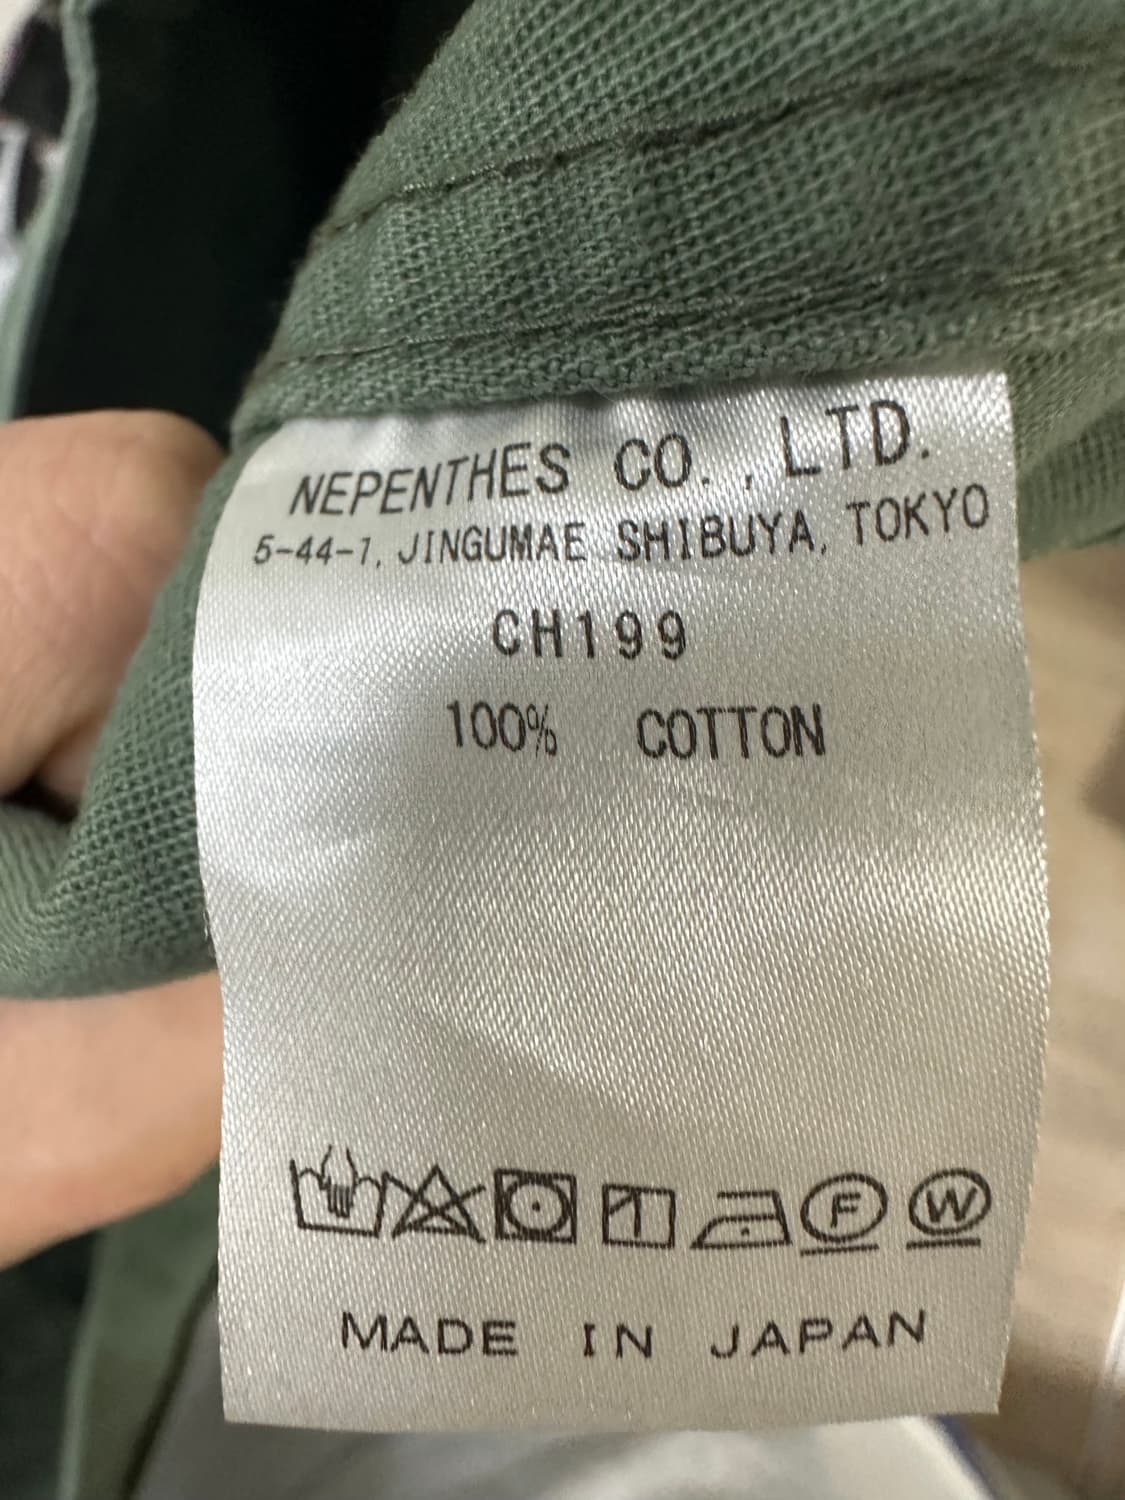 NEPENTHES CO., LTD.
5-44-1, JINGUMAE SHIBUYA, TOKYO
CH199
100% COTTON
F W
MADE IN JAPAN